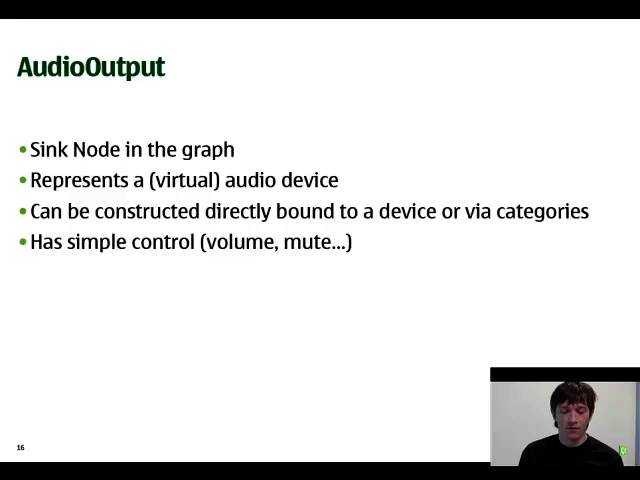 AudioOutput
• Sink Node in the graph
• Represents a (virtual) audio device
• Can be constructed directly bound to a device or via categories
• Has simple control (volume, mute...)
16